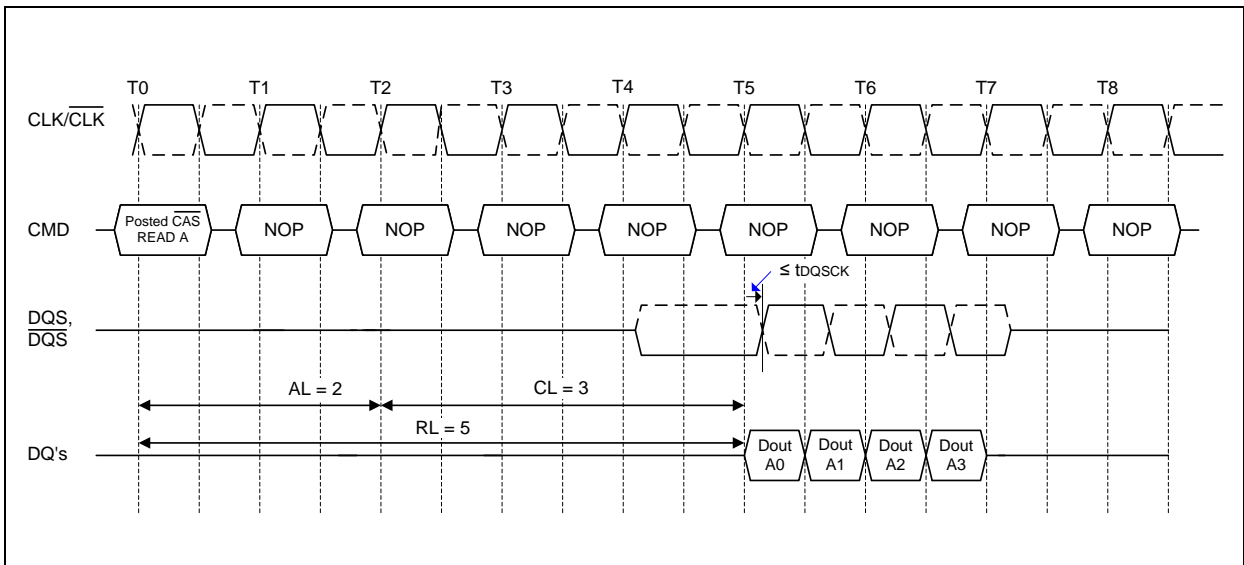 T0 T1 T2 T3 T4 T5 T6 T7 T8
CLK/CLK
CMD
Posted CAS
READ A
NOP NOP NOP NOP NOP NOP NOP NOP
≤ tDQSCK
DQS,
DQS
AL = 2 CL = 3
RL = 5
DQ's
Dout Dout Dout Dout
A0 A1 A2 A3